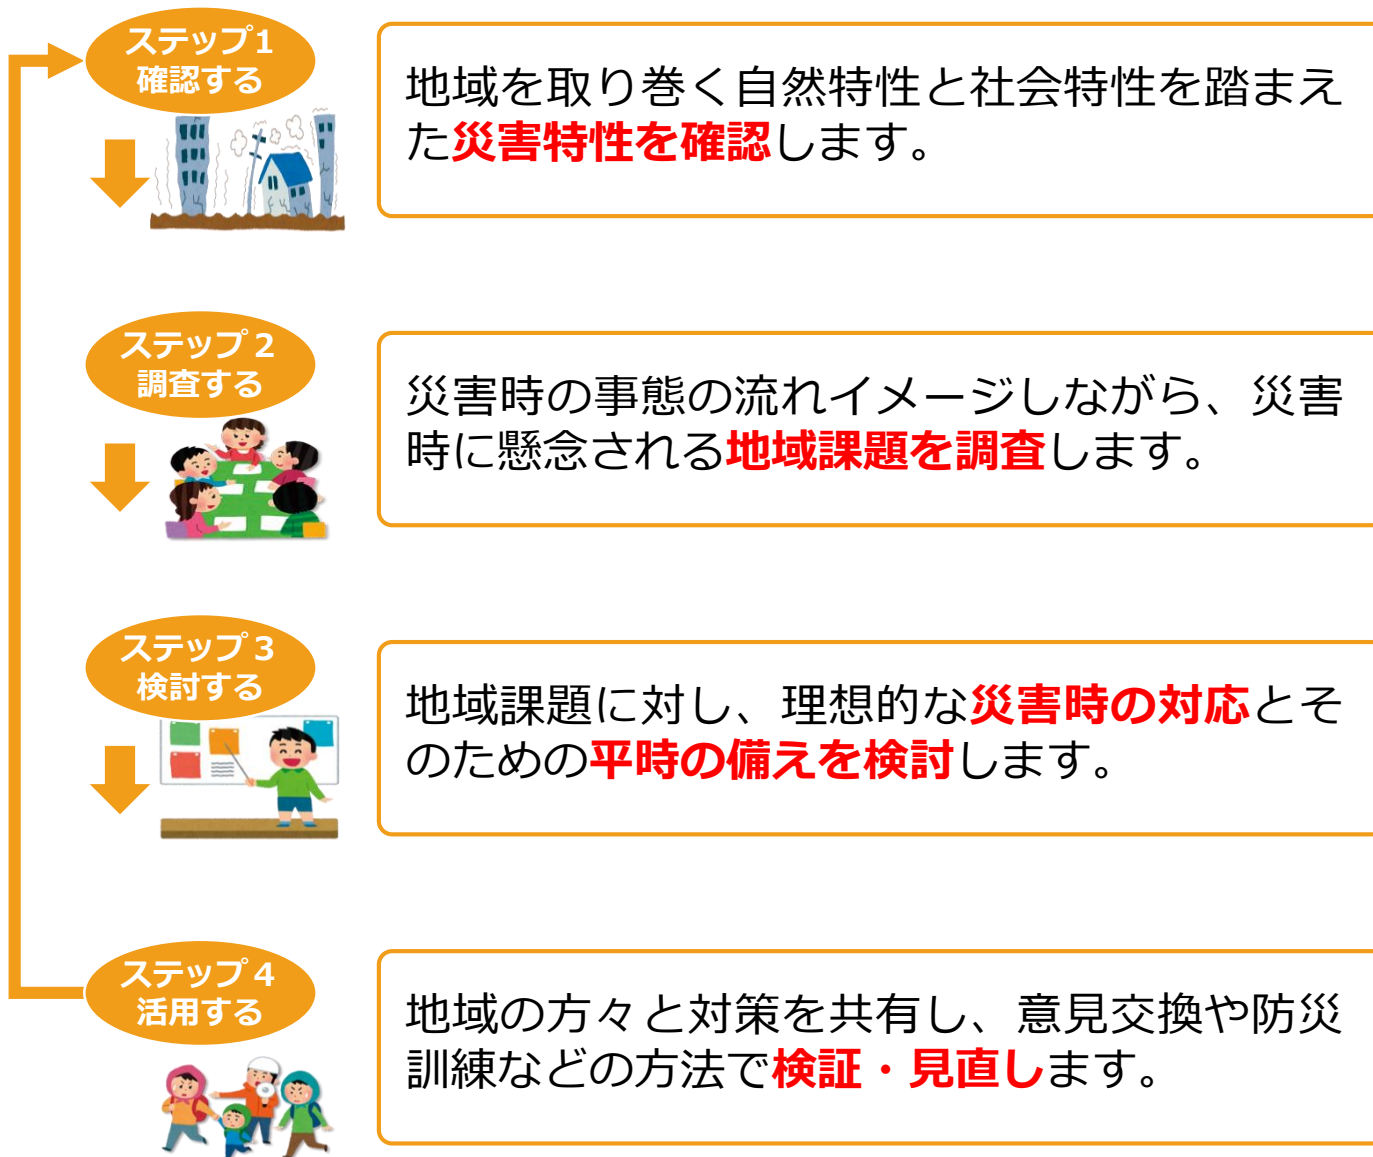 ステップ1
確認する
地域を取り巻く自然特性と社会特性を踏まえ
た災害特性を確認します。
ステップ２
調査する
災害時の事態の流れイメージしながら、災害
時に懸念される地域課題を調査します。
ステップ３
検討する
地域課題に対し、理想的な災害時の対応とそ
のための平時の備えを検討します。
ステップ４
活用する
地域の方々と対策を共有し、意見交換や防災
訓練などの方法で検証・見直します。